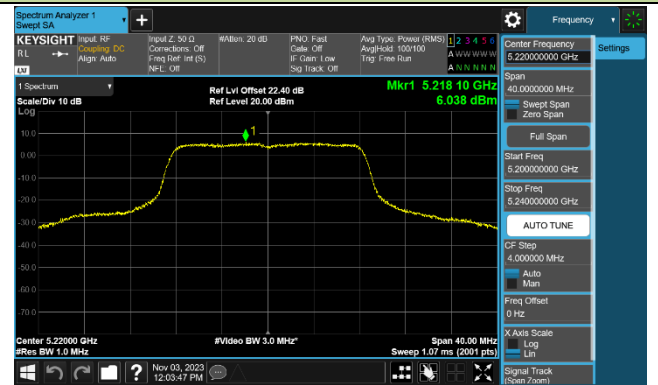 Spectrum Analyzer 1
Swept SA
+
Frequency
KEYSIGHT
RL
LXI
Input: RF
Coupling: DC
Align: Auto
Input Z: 50 Ω
Corrections: Off
Freq Ref: Int (S)
NFE: Off
#Atten: 20 dB
PNO: Fast
Gate: Off
IF Gain: Low
Sig Track: Off
Avg Type: Power (RMS)
Avg|Hold: 100/100
Trig: Free Run
1 2 3 4 5 6
A W W W W W
A N N N N N
1 Spectrum
Scale/Div 10 dB
Log
Ref Lvl Offset 22.40 dB
Ref Level 20.00 dBm
Mkr1 5.218 10 GHz
6.038 dBm
1
10.0
0.00
-10.0
-20.0
-30.0
-40.0
-50.0
-60.0
-70.0
Center 5.22000 GHz
#Res BW 1.0 MHz
#Video BW 3.0 MHz*
Span 40.00 MHz
Sweep 1.07 ms (2001 pts)
?
Nov 03, 2023
12:03:47 PM
Center Frequency
5.220000000 GHz
Settings
Span
40.0000000 MHz
Swept Span
Zero Span
Full Span
Start Freq
5.200000000 GHz
Stop Freq
5.240000000 GHz
AUTO TUNE
CF Step
4.000000 MHz
Auto
Man
Freq Offset
0 Hz
X Axis Scale
Log
Lin
Signal Track
(Span Zoom)